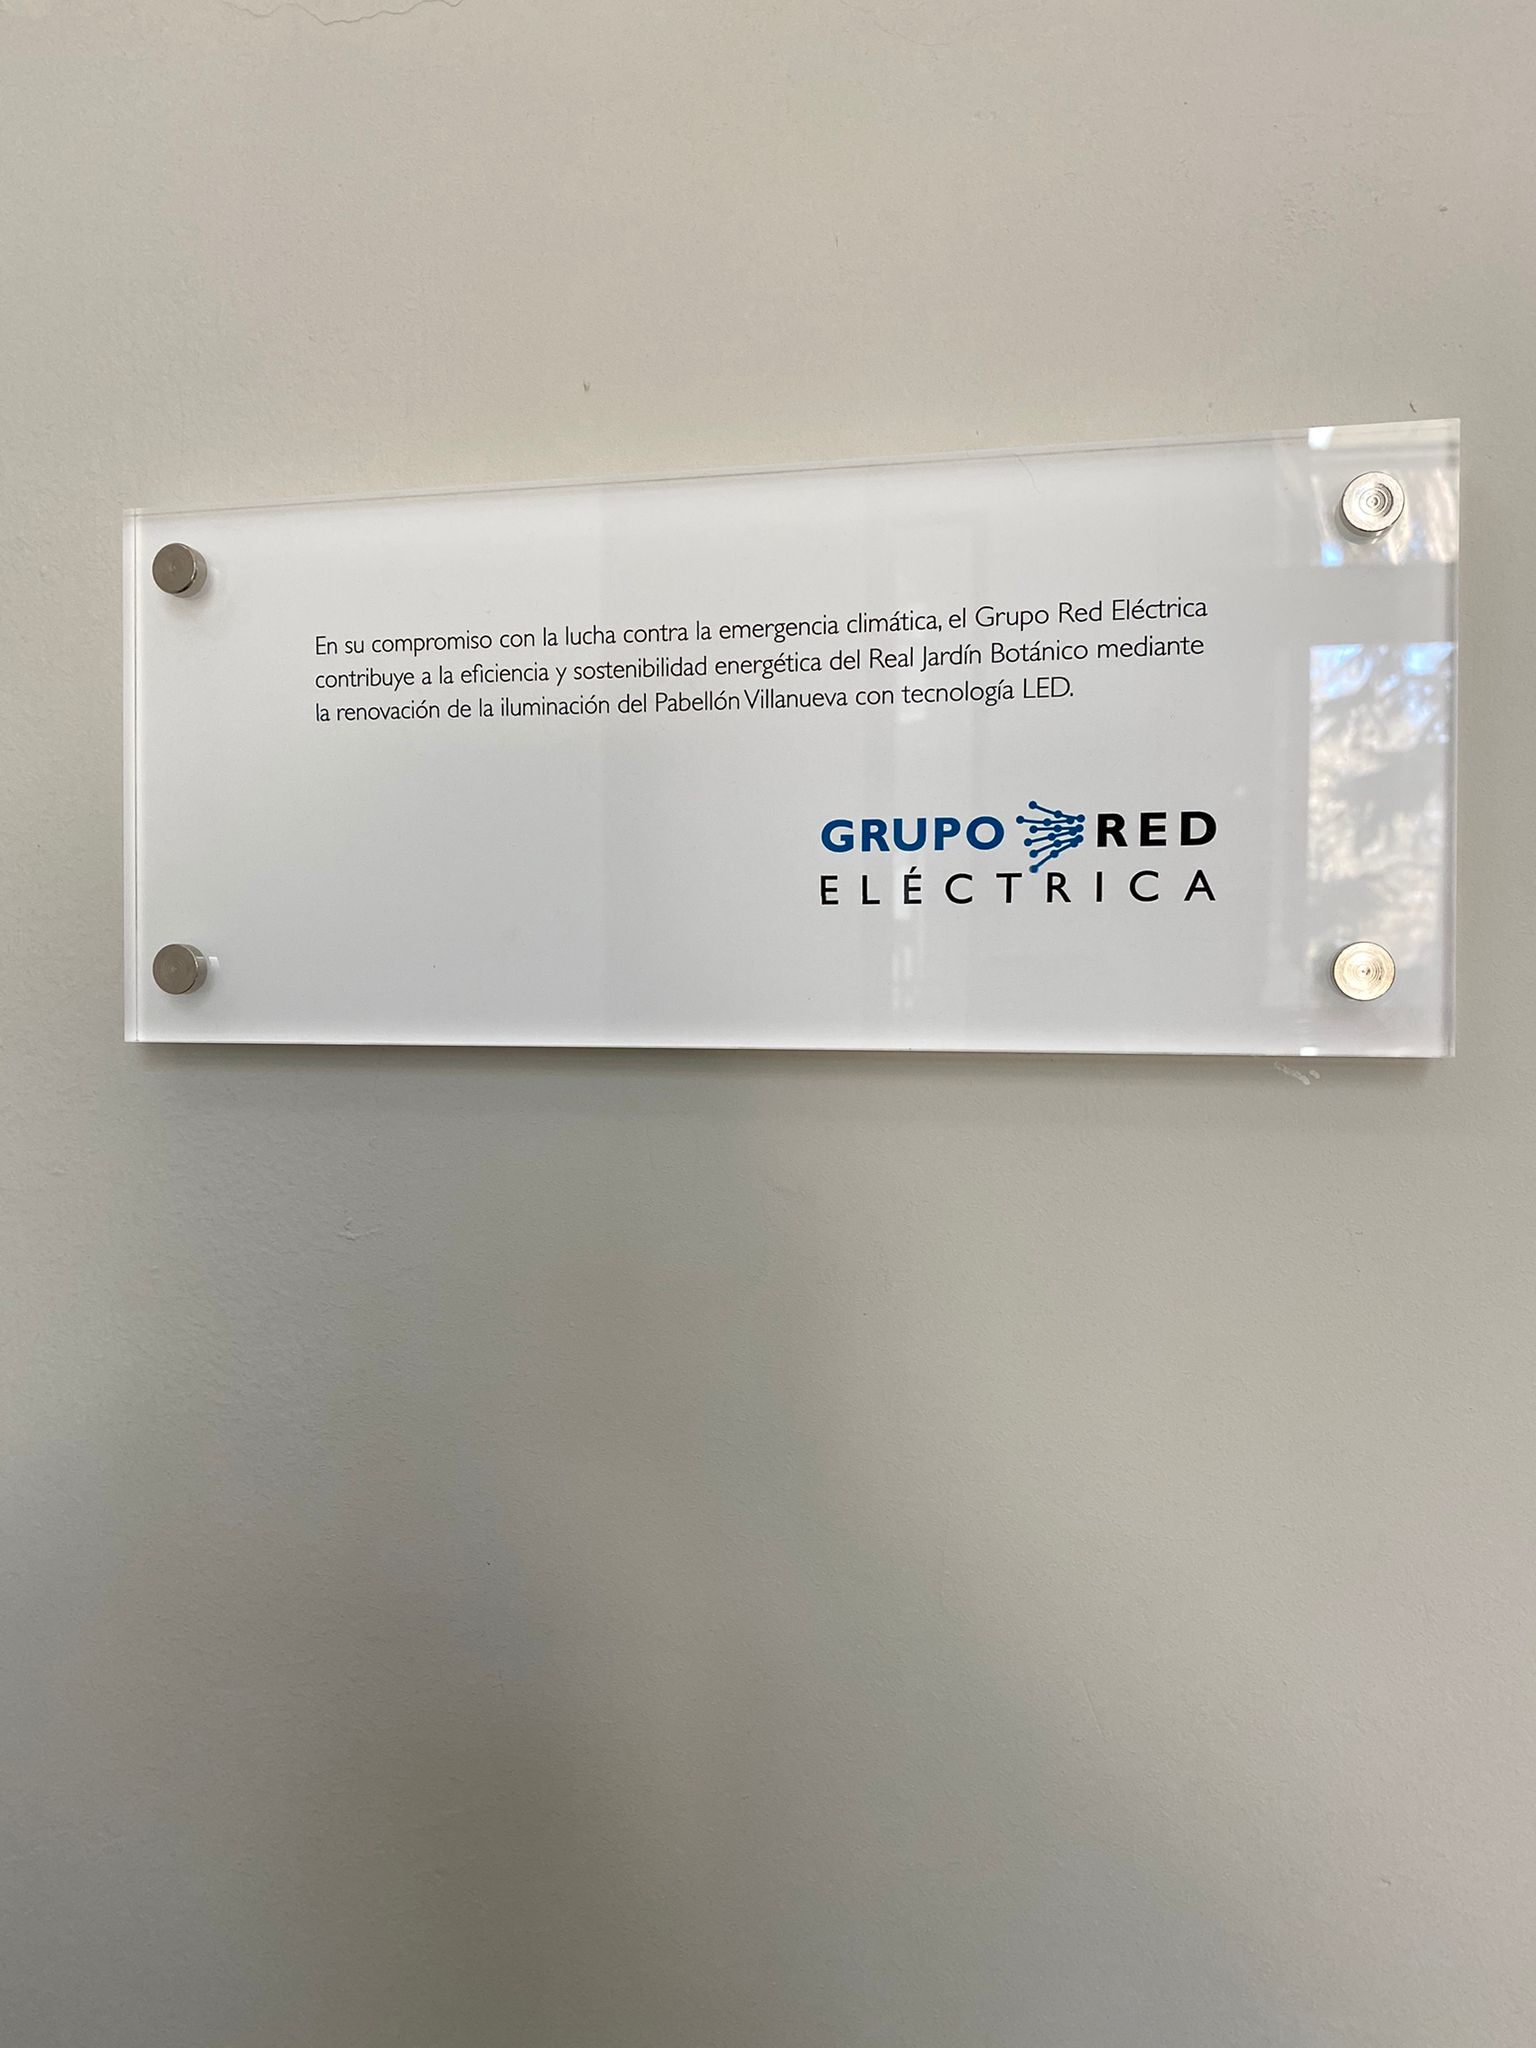 En su compromiso con la lucha contra la emergencia climática, el Grupo Red Eléctrica
contribuye a la eficiencia y sostenibilidad energética del Real Jardín Botánico mediante
la renovación de la iluminación del Pabellón Villanueva con tecnología LED.
GRUPO RED
ELÉCTRICA